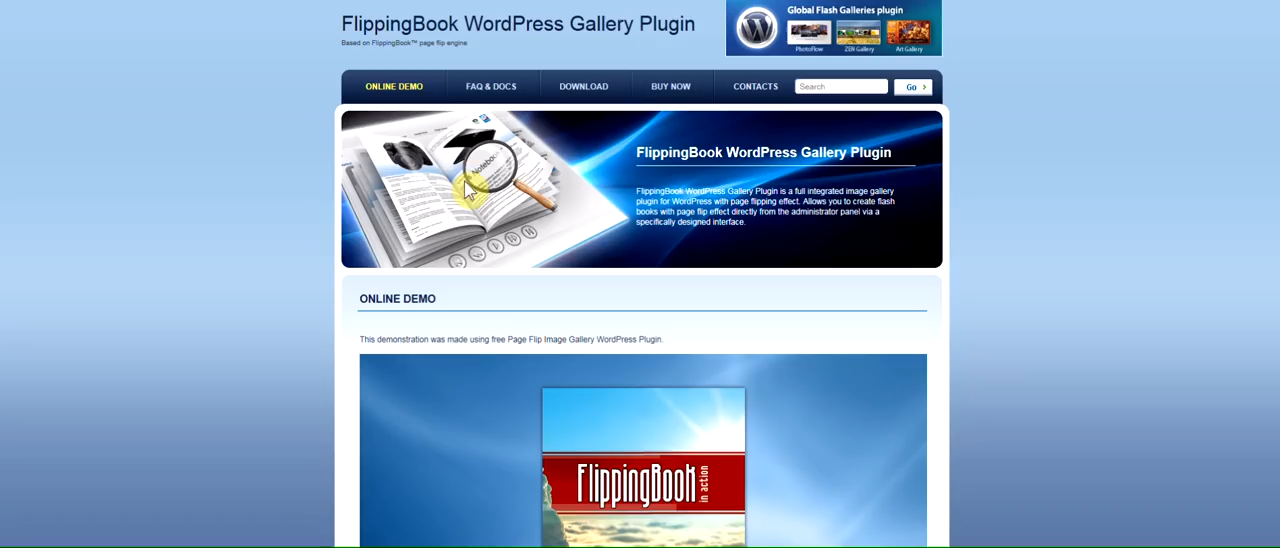 FlippingBook WordPress Gallery Plugin
Based on FlippingBook™ page flip engine
Global Flash Galleries plugin
PhotoFlow ZEN Gallery Art Gallery
ONLINE DEMO FAQ & DOCS DOWNLOAD BUY NOW CONTACTS Search Go
Notebook
FlippingBook WordPress Gallery Plugin
FlippingBook WordPress Gallery Plugin is a full integrated image gallery
plugin for WordPress with page flipping effect. Allows you to create flash
books with page flip effect directly from the administrator panel via a
specifically designed interface.
ONLINE DEMO
This demonstration was made using free Page Flip Image Gallery WordPress Plugin.
FlippingBook
in action